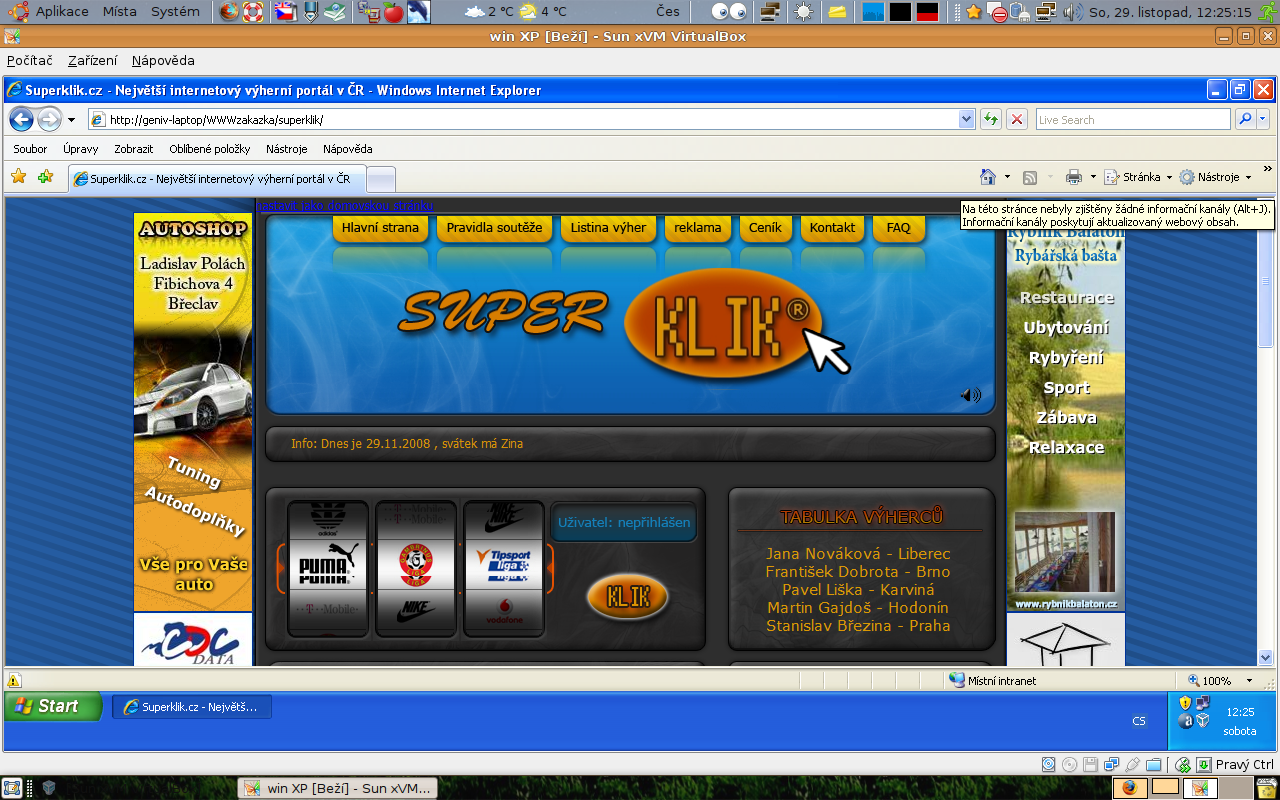 Aplikace Místa Systém 2 °C 4 °C Čes So, 29. listopad, 12:25:15
win XP [Beží] - Sun xVM VirtualBox
Počítač Zařízení Nápověda
Superklik.cz - Největší internetový výherní portál v ČR - Windows Internet Explorer
http://geniv-laptop/WWWzakazka/superklik/ Live Search
Soubor Úpravy Zobrazit Oblíbené položky Nástroje Nápověda
Superklik.cz - Největší internetový výherní portál v ČR Stránka Nástroje »
nastavit jako domovskou stránku
Na této stránce nebyly zjištěny žádné informační kanály (Alt+J).
Informační kanály poskytují aktualizovaný webový obsah.
Hlavní strana Pravidla soutěže Listina výher reklama Ceník Kontakt FAQ
AUTOSHOP
Ladislav Polách
Fibichova 4
Břeclav
Tuning
Autodoplňky
Vše pro Vaše
auto
CDC
DATA
SUPER KLIK ®
Info: Dnes je 29.11.2008 , svátek má Zina
adidas T··Mobile·
PUMA Tipsport liga
T··Mobile· NIKE vodafone
Uživatel: nepřihlášen
KLIK
TABULKA VÝHERCŮ
Jana Nováková - Liberec
František Dobrota - Brno
Pavel Liška - Karviná
Martin Gajdoš - Hodonín
Stanislav Březina - Praha
Rybník Balaton
Rybářská bašta
Restaurace
Ubytování
Rybyření
Sport
Zábava
Relaxace
www.rybnikbalaton.cz
Místní intranet 100%
Start Superklik.cz - Největš... CS 12:25
sobota
Pravý Ctrl
win XP [Beží] - Sun xVM...